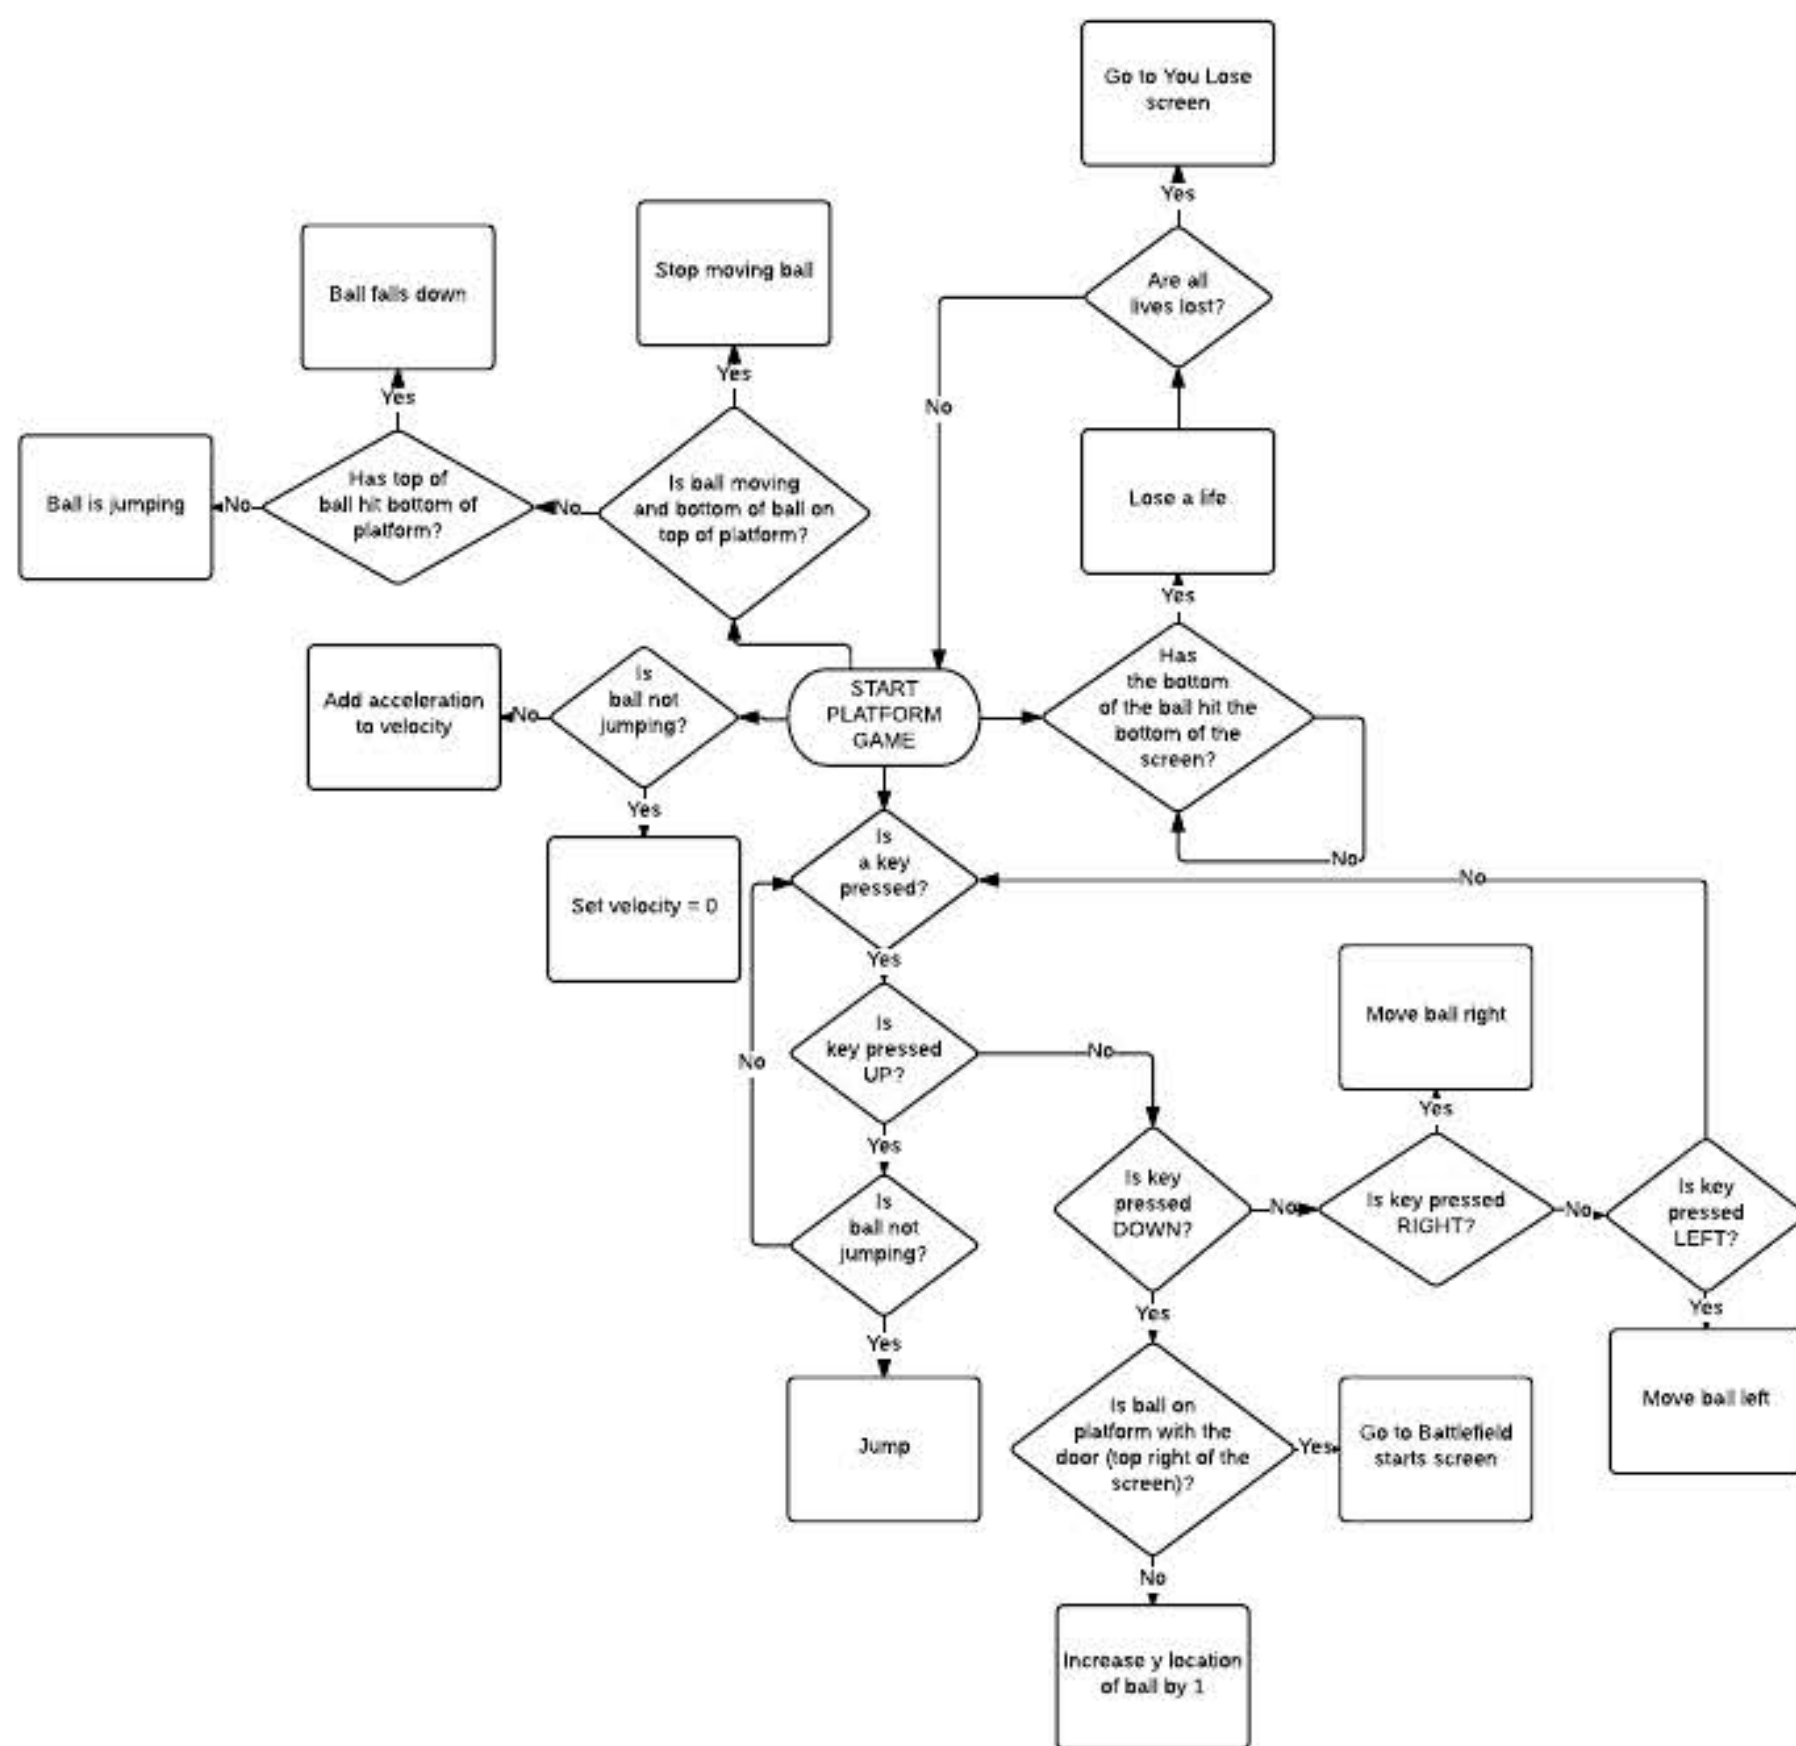 Go to You Lose
screen
Yes
Are all
lives lost?
No
Stop moving ball
Yes
Ball falls down
Yes
Is ball moving
and bottom of ball on
top of platform?
No
Has top of
ball hit bottom of
platform?
No
Ball is jumping
Lose a life
Yes
Has
the bottom
of the ball hit the
bottom of the
screen?
No
START
PLATFORM
GAME
Is
ball not
jumping?
No
Add acceleration
to velocity
Yes
Set velocity = 0
Is
a key
pressed?
No
Yes
Is
key pressed
UP?
No
No
Yes
Is
ball not
jumping?
Yes
Jump
Is key
pressed
DOWN?
No
Is key pressed
RIGHT?
Yes
Move ball right
No
Is key
pressed
LEFT?
Yes
Move ball left
Yes
Is ball on
platform with the
door (top right of the
screen)?
Yes
Go to Battlefield
starts screen
No
Increase y location
of ball by 1